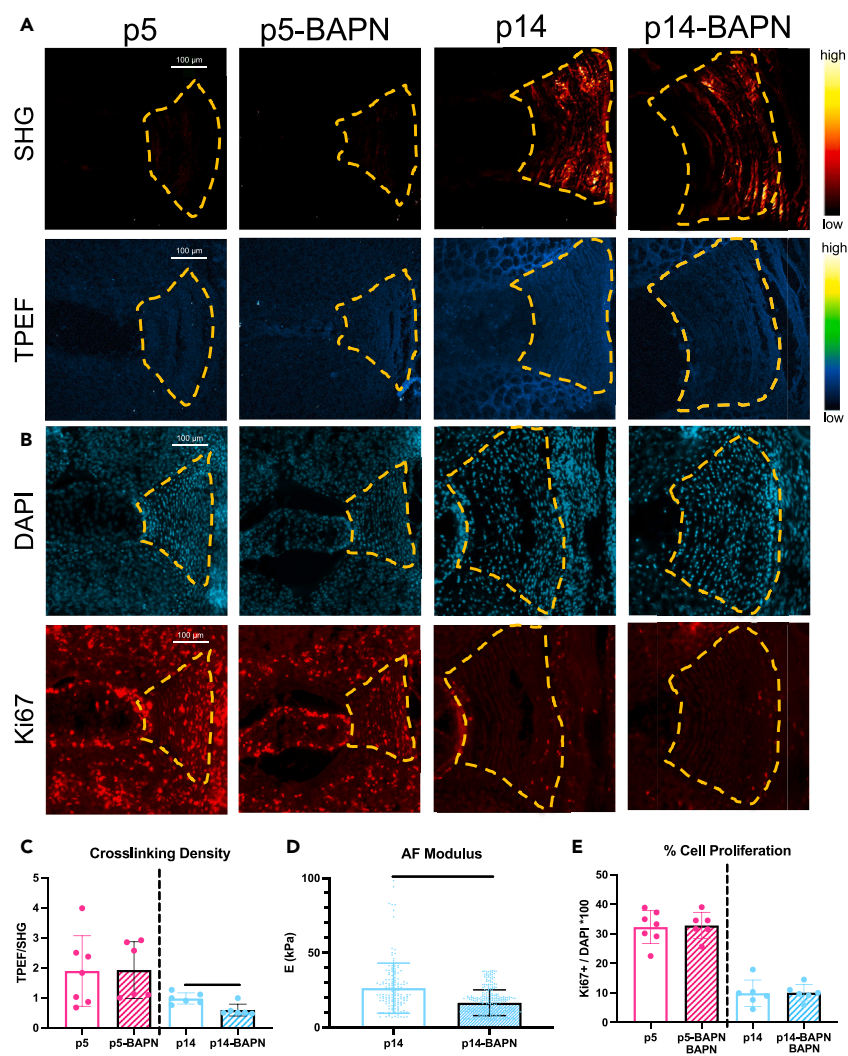 A
p5
p5-BAPN
p14
p14-BAPN
SHG
100 µm
high
low
TPEF
100 µm
high
low
B
DAPI
100 µm
Ki67
100 µm
C
Crosslinking Density
TPEF/SHG
5
4
3
2
1
0
p5
p5-BAPN
p14
p14-BAPN
D
AF Modulus
E (kPa)
100
50
0
p14
p14-BAPN
E
% Cell Proliferation
Ki67+ / DAPI *100
50
40
30
20
10
0
p5
p5-BAPN
BAPN
p14
p14-BAPN
BAPN